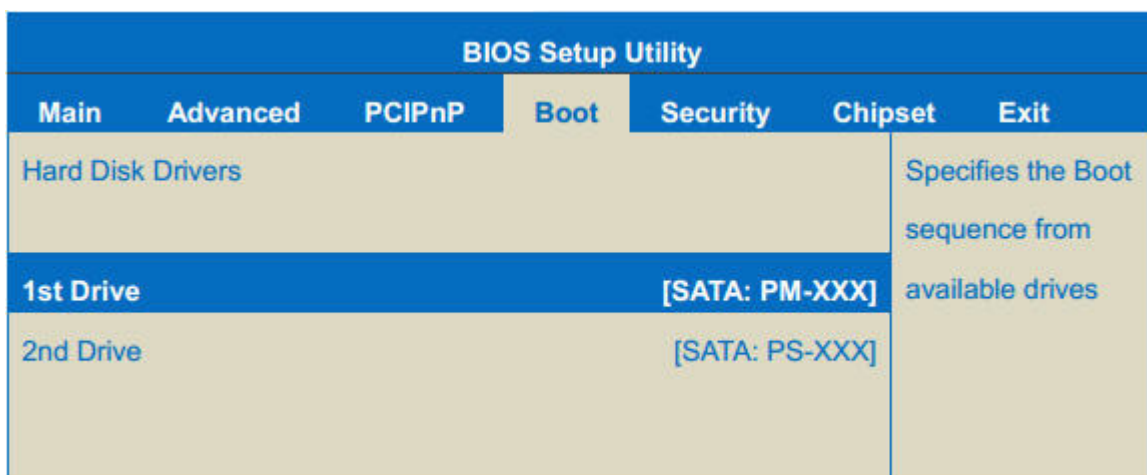 BIOS Setup Utility
Main Advanced PCIPnP Boot Security Chipset Exit
Hard Disk Drivers
1st Drive [SATA: PM-XXX]
2nd Drive [SATA: PS-XXX]
Specifies the Boot
sequence from
available drives